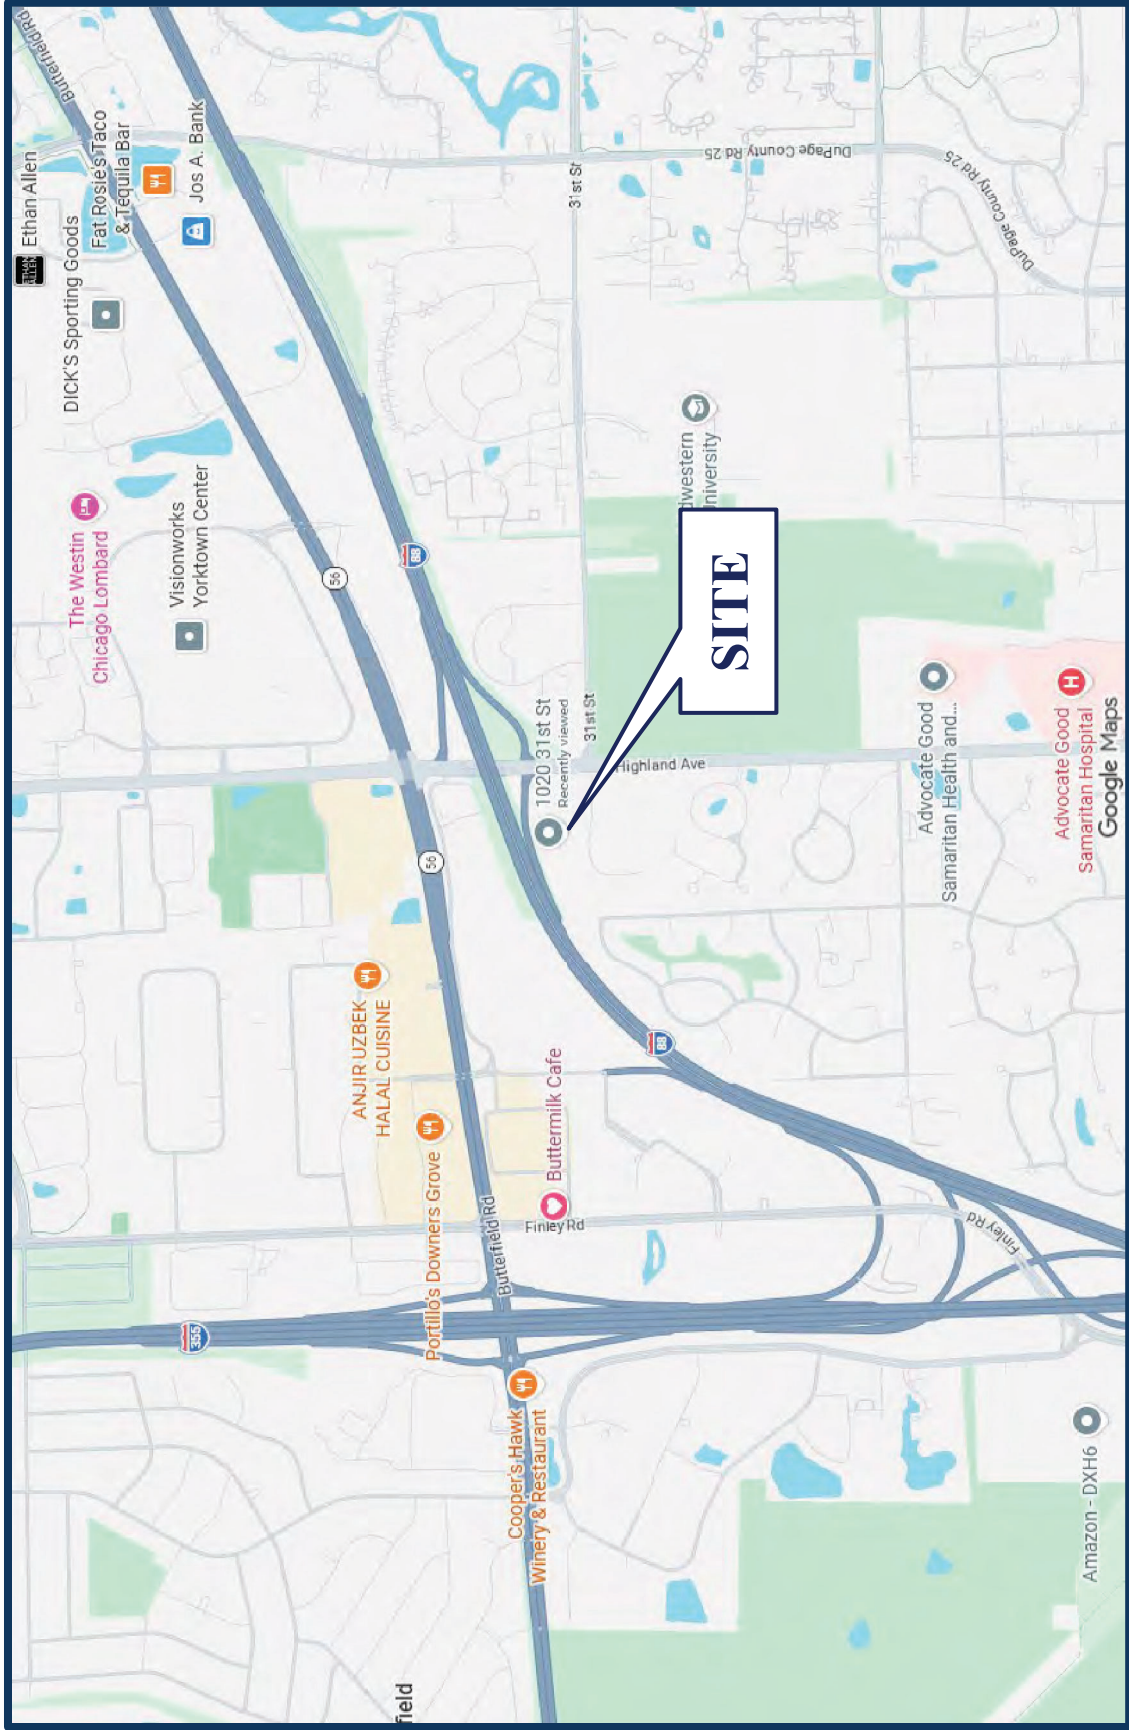 Butterfield Rd
Ethan Allen
ETHAN
ALLEN
Fat Rosie's Taco
& Tequila Bar
Jos A. Bank
DICK'S Sporting Goods
The Westin
Chicago Lombard
Visionworks
Yorktown Center
56
88
31st St
DuPage County Rd 25
DuPage County Rd 25
dwestern
niversity
SITE
1020 31st St
Recently viewed
31st St
Highland Ave
56
Advocate Good
Samaritan Health and...
Advocate Good
Samaritan Hospital
H
Google Maps
ANJIR UZBEK
HALAL CUISINE
88
Portillo's Downers Grove
Buttermilk Cafe
Butterfield Rd
Finley Rd
Finley Rd
355
Cooper's Hawk
Winery & Restaurant
Amazon - DXH6
field